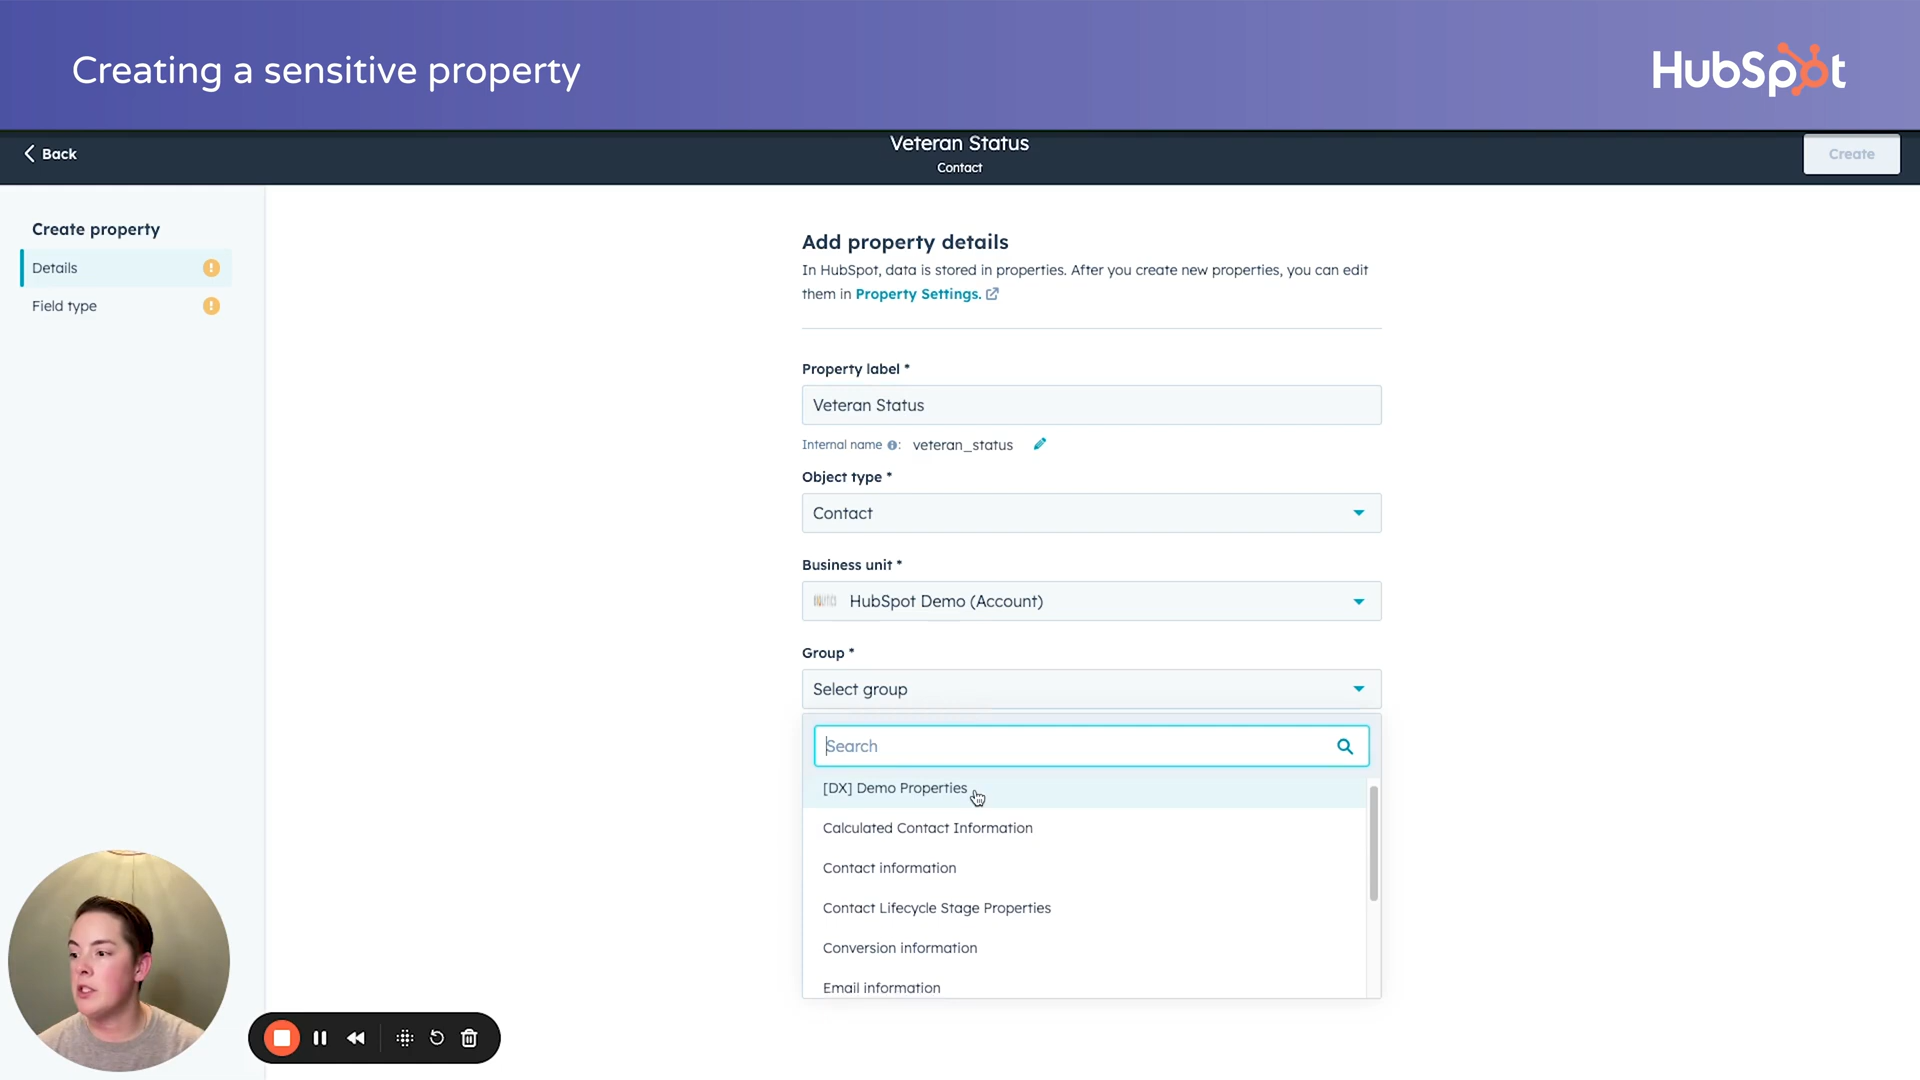 Creating a sensitive property
HubSpot
Back
Veteran Status
Contact
Create
Create property
Details
Field type
Add property details
In HubSpot, data is stored in properties. After you create new properties, you can edit
them in Property Settings.
Property label *
Veteran Status
Internal name : veteran_status
Object type *
Contact
Business unit *
HubSpot Demo (Account)
Group *
Select group
Search
[DX] Demo Properties
Calculated Contact Information
Contact information
Contact Lifecycle Stage Properties
Conversion information
Email information